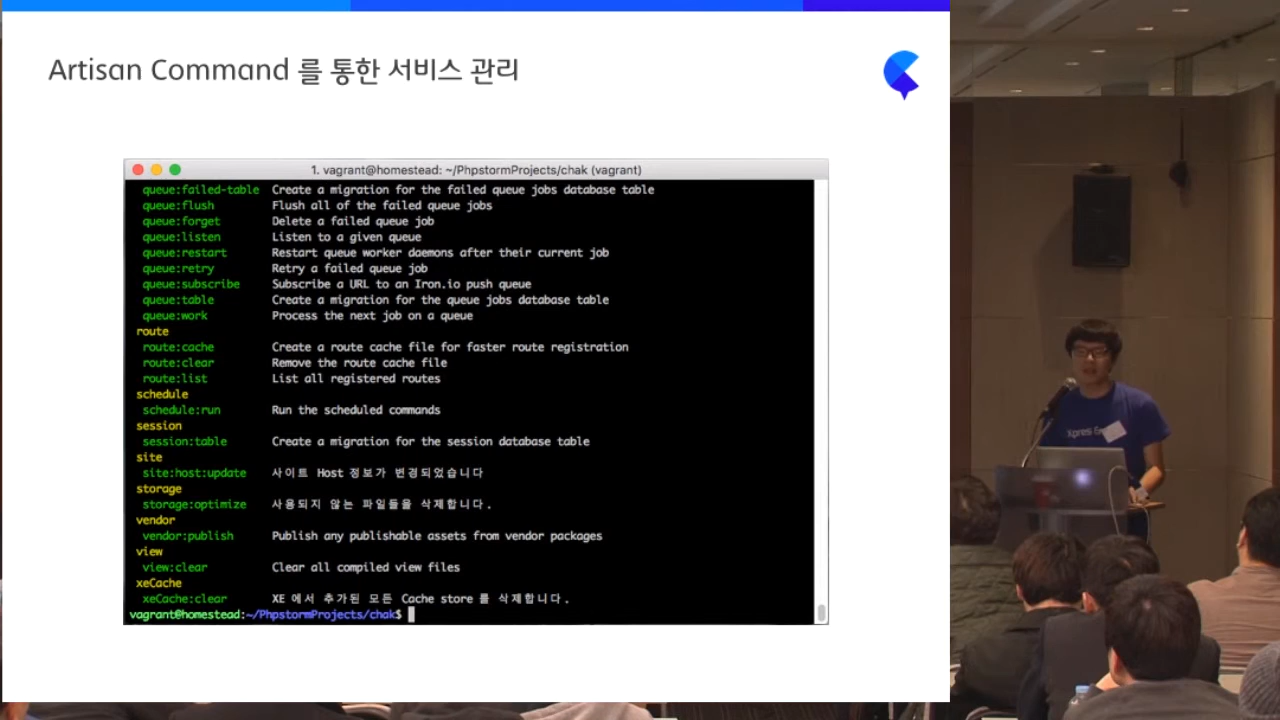 Artisan Command 를 통한 서비스 관리
1. vagrant@homestead: ~/PhpstormProjects/chak (vagrant)
queue:failed-table Create a migration for the failed queue jobs database table
queue:flush Flush all of the failed queue jobs
queue:forget Delete a failed queue job
queue:listen Listen to a given queue
queue:restart Restart queue worker daemons after their current job
queue:retry Retry a failed queue job
queue:subscribe Subscribe a URL to an Iron.io push queue
queue:table Create a migration for the queue jobs database table
queue:work Process the next job on a queue
route
route:cache Create a route cache file for faster route registration
route:clear Remove the route cache file
route:list List all registered routes
schedule
schedule:run Run the scheduled commands
session
session:table Create a migration for the session database table
site
site:host:update 사이트 Host 정보가 변경되었습니다
storage
storage:optimize 사용되지 않는 파일들을 삭제합니다.
vendor
vendor:publish Publish any publishable assets from vendor packages
view
view:clear Clear all compiled view files
xeCache
xeCache:clear XE 에서 추가된 모든 Cache store 를 삭제합니다.
vagrant@homestead:~/PhpstormProjects/chak$